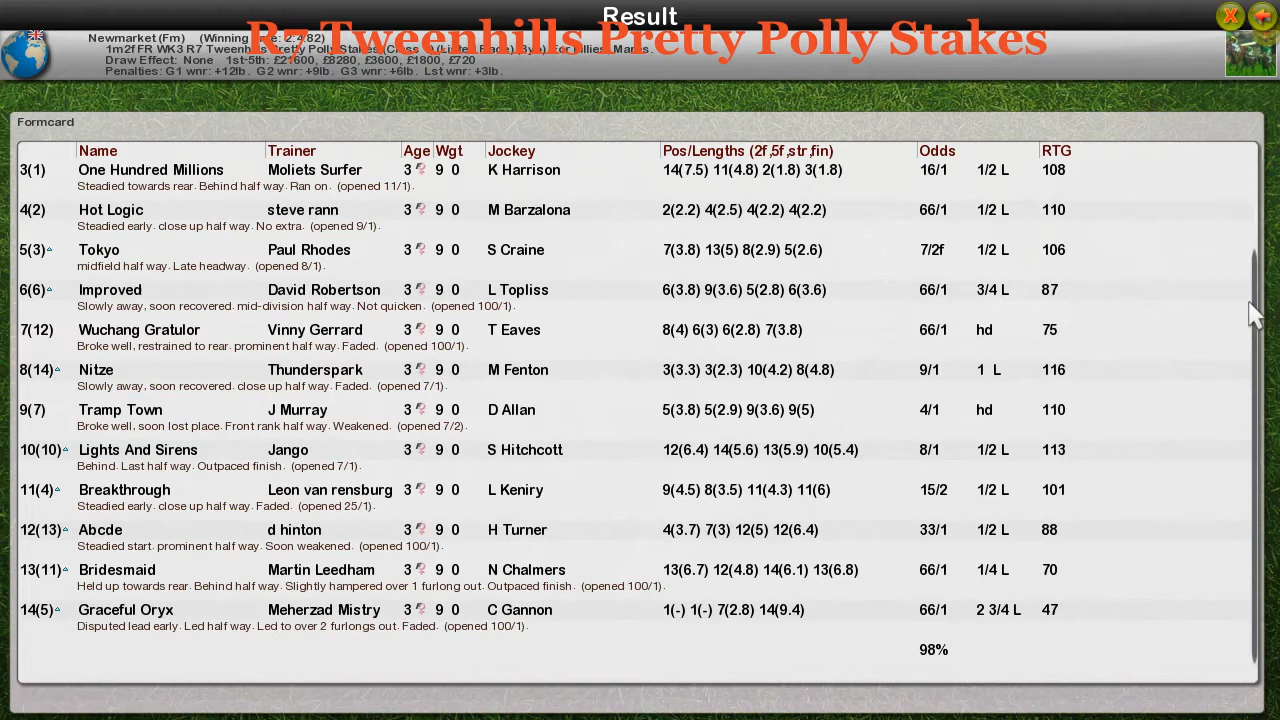 Result
R7 Tweenhills Pretty Polly Stakes
Newmarket (Fm) (Winning
1m2f FR WK3 R7 Tweenhills Pretty Polly Stakes
Draw Effect: None 1st-5th: £21,600, £8280, £3600, £1800, £720
Penalties: G1 wnr: +12lb. G2 wnr: +9lb. G3 wnr: +6lb. Lst wnr: +3lb.
Formcard
Name Trainer Age Wgt Jockey Pos/Lengths (2f,5f,str,fin) Odds RTG
3(1) One Hundred Millions Moliets Surfer 3 9 0 K Harrison 14(7.5) 11(4.8) 2(1.8) 3(1.8) 16/1 1/2 L 108
Steadied towards rear. Behind half way. Ran on. (opened 11/1).
4(2) Hot Logic steve rann 3 9 0 M Barzalona 2(2.2) 4(2.5) 4(2.2) 4(2.2) 66/1 1/2 L 110
Steadied early. close up half way. No extra. (opened 9/1).
5(3) Tokyo Paul Rhodes 3 9 0 S Craine 7(3.8) 13(5) 8(2.9) 5(2.6) 7/2f 1/2 L 106
midfield half way. Late headway. (opened 8/1).
6(6) Improved David Robertson 3 9 0 L Topliss 6(3.8) 9(3.6) 5(2.8) 6(3.6) 66/1 3/4 L 87
Slowly away, soon recovered. mid-division half way. Not quicken. (opened 100/1).
7(12) Wuchang Gratulor Vinny Gerrard 3 9 0 T Eaves 8(4) 6(3) 6(2.8) 7(3.8) 66/1 hd 75
Broke well, restrained to rear. prominent half way. Faded. (opened 100/1).
8(14) Nitze Thunderspark 3 9 0 M Fenton 3(3.3) 3(2.3) 10(4.2) 8(4.8) 9/1 1 L 116
Slowly away, soon recovered. close up half way. Faded. (opened 7/1).
9(7) Tramp Town J Murray 3 9 0 D Allan 5(3.8) 5(2.9) 9(3.6) 9(5) 4/1 hd 110
Broke well, soon lost place. Front rank half way. Weakened. (opened 7/2).
10(10) Lights And Sirens Jango 3 9 0 S Hitchcott 12(6.4) 14(5.6) 13(5.9) 10(5.4) 8/1 1/2 L 113
Behind. Last half way. Outpaced finish. (opened 7/1).
11(4) Breakthrough Leon van rensburg 3 9 0 L Keniry 9(4.5) 8(3.5) 11(4.3) 11(6) 15/2 1/2 L 101
Steadied early. close up half way. Faded. (opened 25/1).
12(13) Abcde d hinton 3 9 0 H Turner 4(3.7) 7(3) 12(5) 12(6.4) 33/1 1/2 L 88
Steadied start. prominent half way. Soon weakened. (opened 100/1).
13(11) Bridesmaid Martin Leedham 3 9 0 N Chalmers 13(6.7) 12(4.8) 14(6.1) 13(6.8) 66/1 1/4 L 70
Held up towards rear. Behind half way. Slightly hampered over 1 furlong out. Outpaced finish. (opened 100/1).
14(5) Graceful Oryx Meherzad Mistry 3 9 0 C Gannon 1(-) 1(-) 7(2.8) 14(9.4) 66/1 2 3/4 L 47
Disputed lead early. Led half way. Led to over 2 furlongs out. Faded. (opened 100/1).
98%